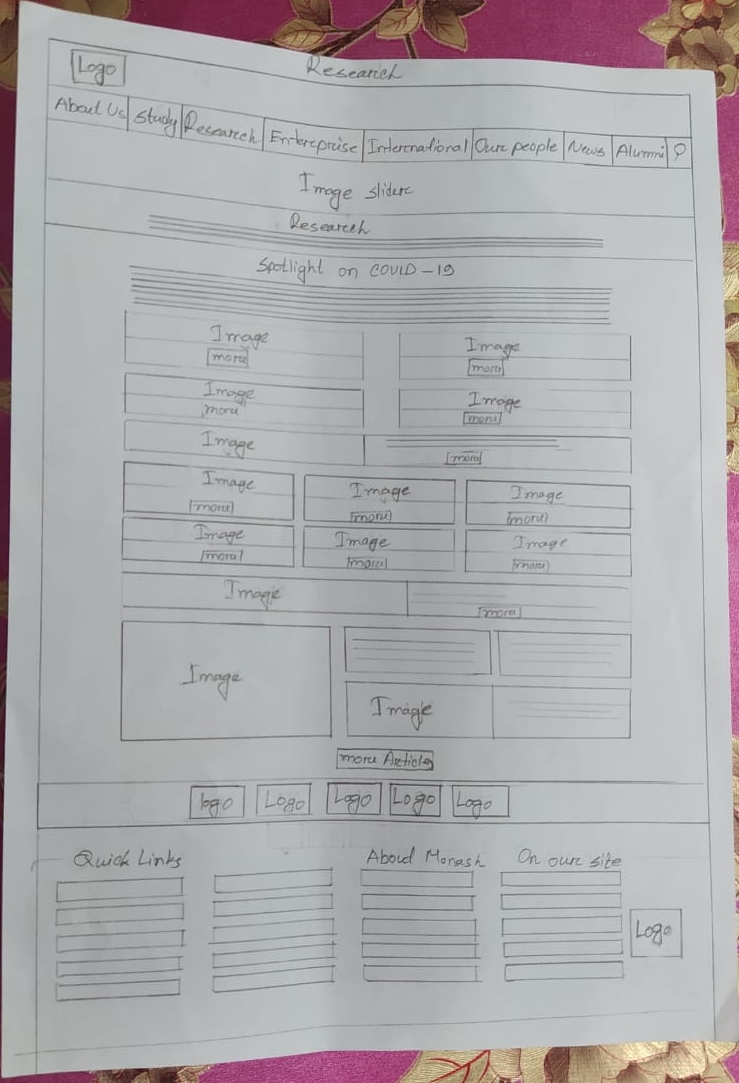 Logo Research
About Us Study Research Enterprise International Our people News Alumni
Image slider
Research
Spotlight on COVID-19
Image Image
more more
Image Image
more more
Image
more
Image Image Image
more more more
Image Image Image
more more more
Image
more
Image
Image
more Articles
logo Logo Logo Logo Logo
Quick Links About Monash On our site
Logo